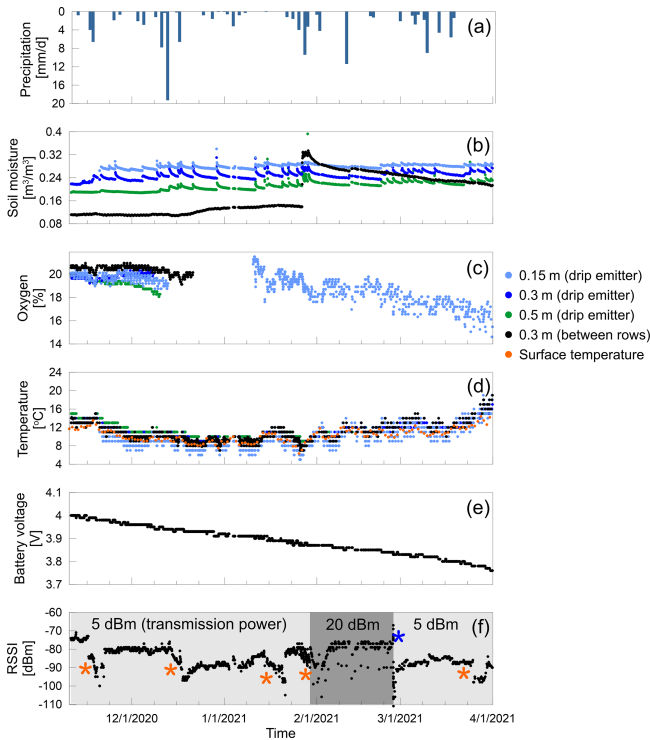 Precipitation
[mm/d]
0
4
8
12
16
20
(a)
Soil moisture
[m³/m³]
0.4
0.32
0.24
0.16
0.08
(b)
Oxygen
[%]
20
18
16
14
(c)
0.15 m (drip emitter)
0.3 m (drip emitter)
0.5 m (drip emitter)
0.3 m (between rows)
Surface temperature
Temperature
[°C]
24
20
16
12
8
4
(d)
Battery voltage
[V]
4.1
4
3.9
3.8
3.7
(e)
RSSI
[dBm]
-60
-70
-80
-90
-100
-110
5 dBm (transmission power)
20 dBm
5 dBm
(f)
*
*
*
*
*
*
12/1/2020
1/1/2021
2/1/2021
3/1/2021
4/1/2021
Time